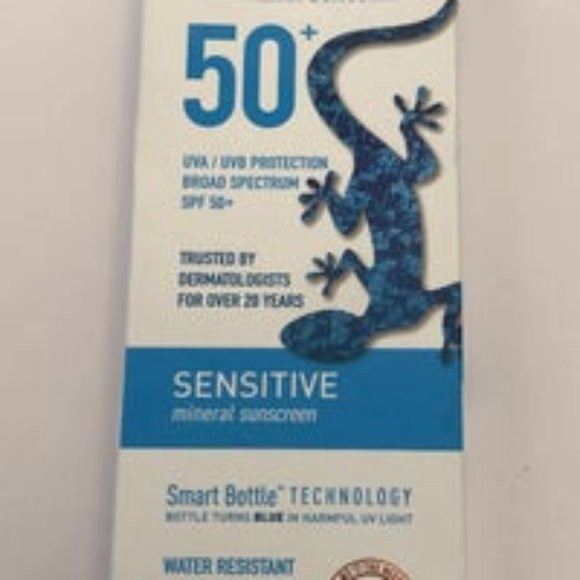 50+
UVA / UVB PROTECTION
BROAD SPECTRUM
SPF 50+
TRUSTED BY
DERMATOLOGISTS
FOR OVER 20 YEARS
SENSITIVE
mineral sunscreen
Smart Bottle™ TECHNOLOGY
BOTTLE TURNS BLUE IN HARMFUL UV LIGHT
WATER RESISTANT